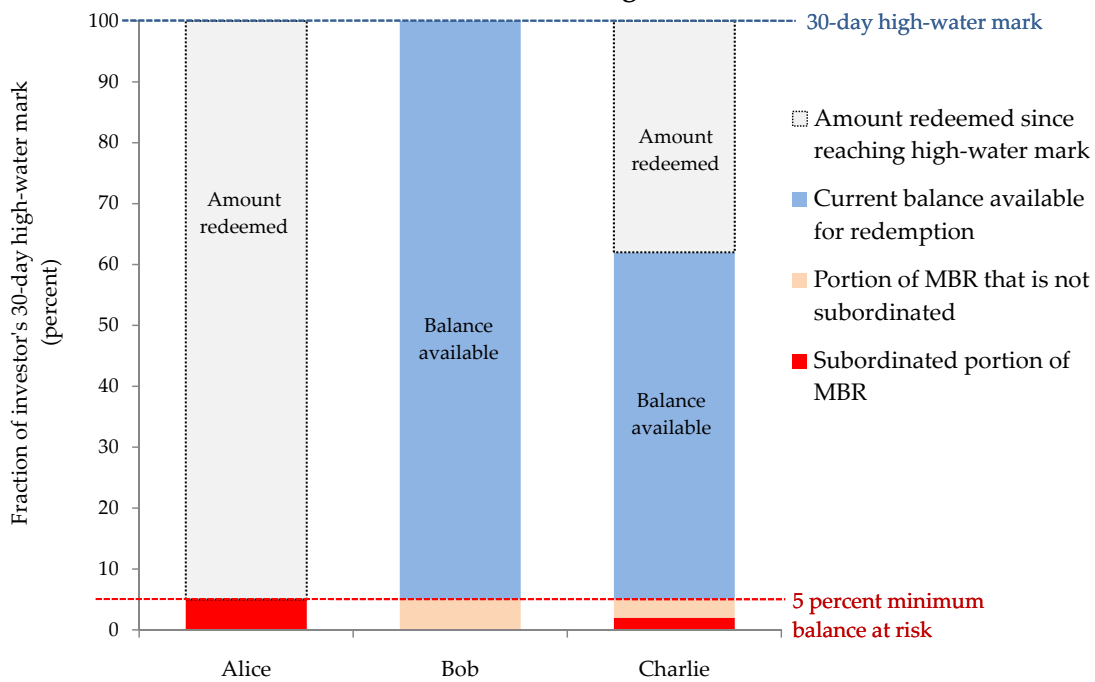 30-day high-water mark
100
90
80
70
60
50
40
30
20
10
0
Fraction of investor's 30-day high-water mark
(percent)
Amount
redeemed
Balance
available
Amount
redeemed
Balance
available
Amount redeemed since
reaching high-water mark
Current balance available
for redemption
Portion of MBR that is not
subordinated
Subordinated portion of
MBR
5 percent minimum
balance at risk
Alice
Bob
Charlie